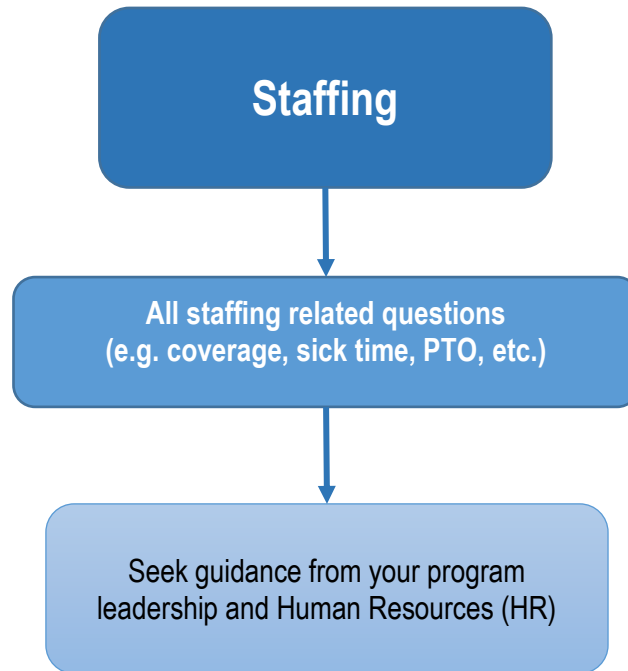 Staffing
All staffing related questions
(e.g. coverage, sick time, PTO, etc.)
Seek guidance from your program
leadership and Human Resources (HR)